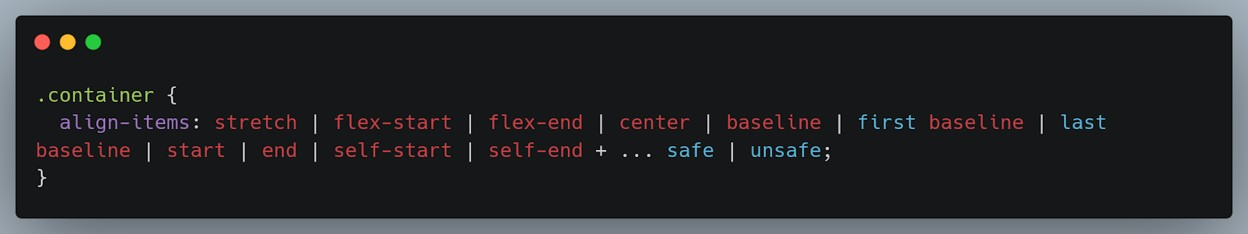 .container {
  align-items: stretch | flex-start | flex-end | center | baseline | first baseline | last
baseline | start | end | self-start | self-end + ... safe | unsafe;
}